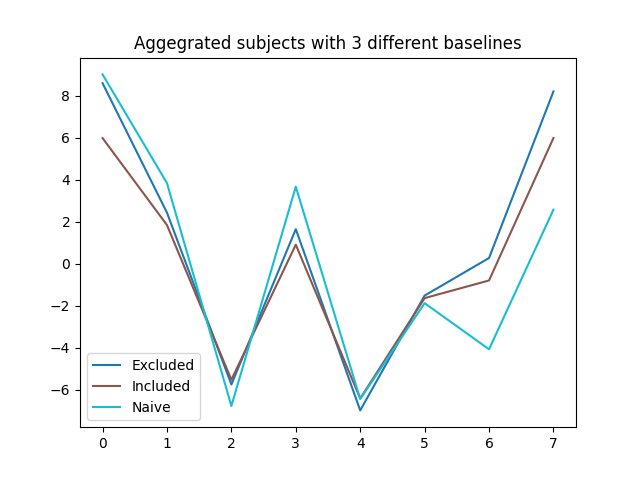 Aggegrated subjects with 3 different baselines
8
6
4
2
0
−2
−4
−6
Excluded
Included
Naive
0 1 2 3 4 5 6 7